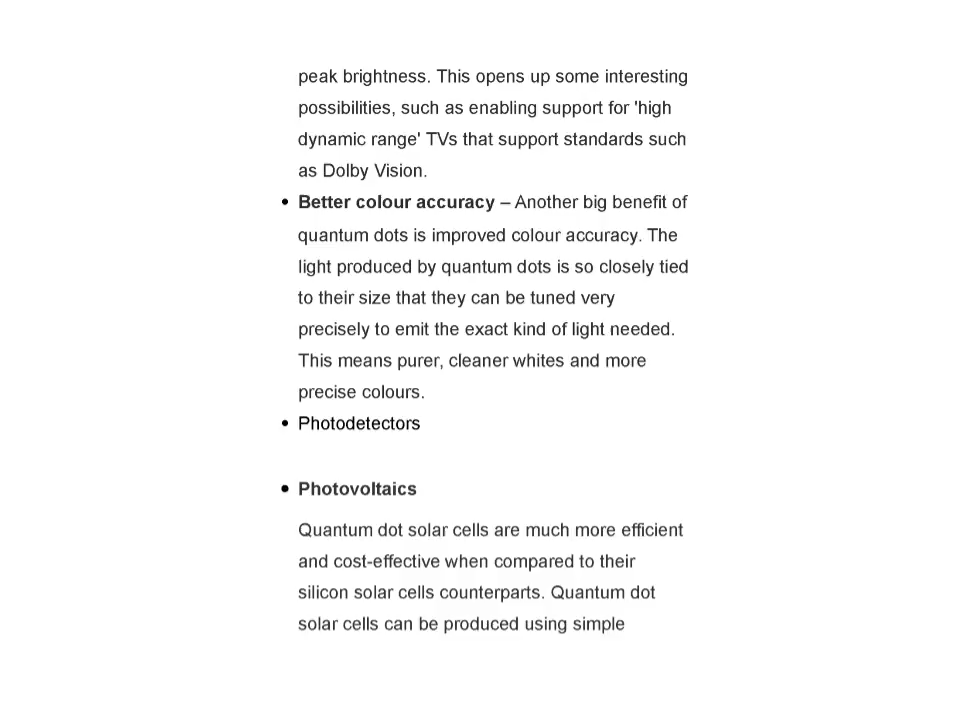 peak brightness. This opens up some interesting
possibilities, such as enabling support for 'high
dynamic range' TVs that support standards such
as Dolby Vision.
• Better colour accuracy – Another big benefit of
quantum dots is improved colour accuracy. The
light produced by quantum dots is so closely tied
to their size that they can be tuned very
precisely to emit the exact kind of light needed.
This means purer, cleaner whites and more
precise colours.
• Photodetectors
• Photovoltaics
Quantum dot solar cells are much more efficient
and cost-effective when compared to their
silicon solar cells counterparts. Quantum dot
solar cells can be produced using simple